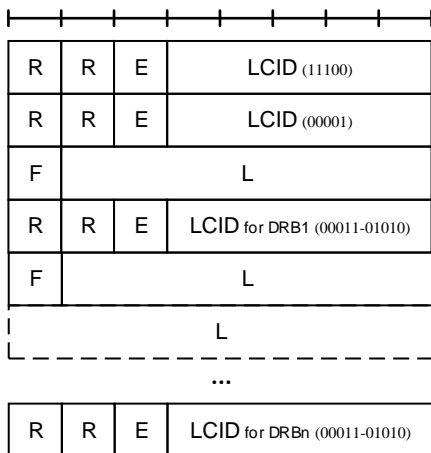 R R E LCID (11100)
R R E LCID (00001)
F L
R R E LCID for DRB1 (00011-01010)
F L
L
...
R R E LCID for DRBn (00011-01010)